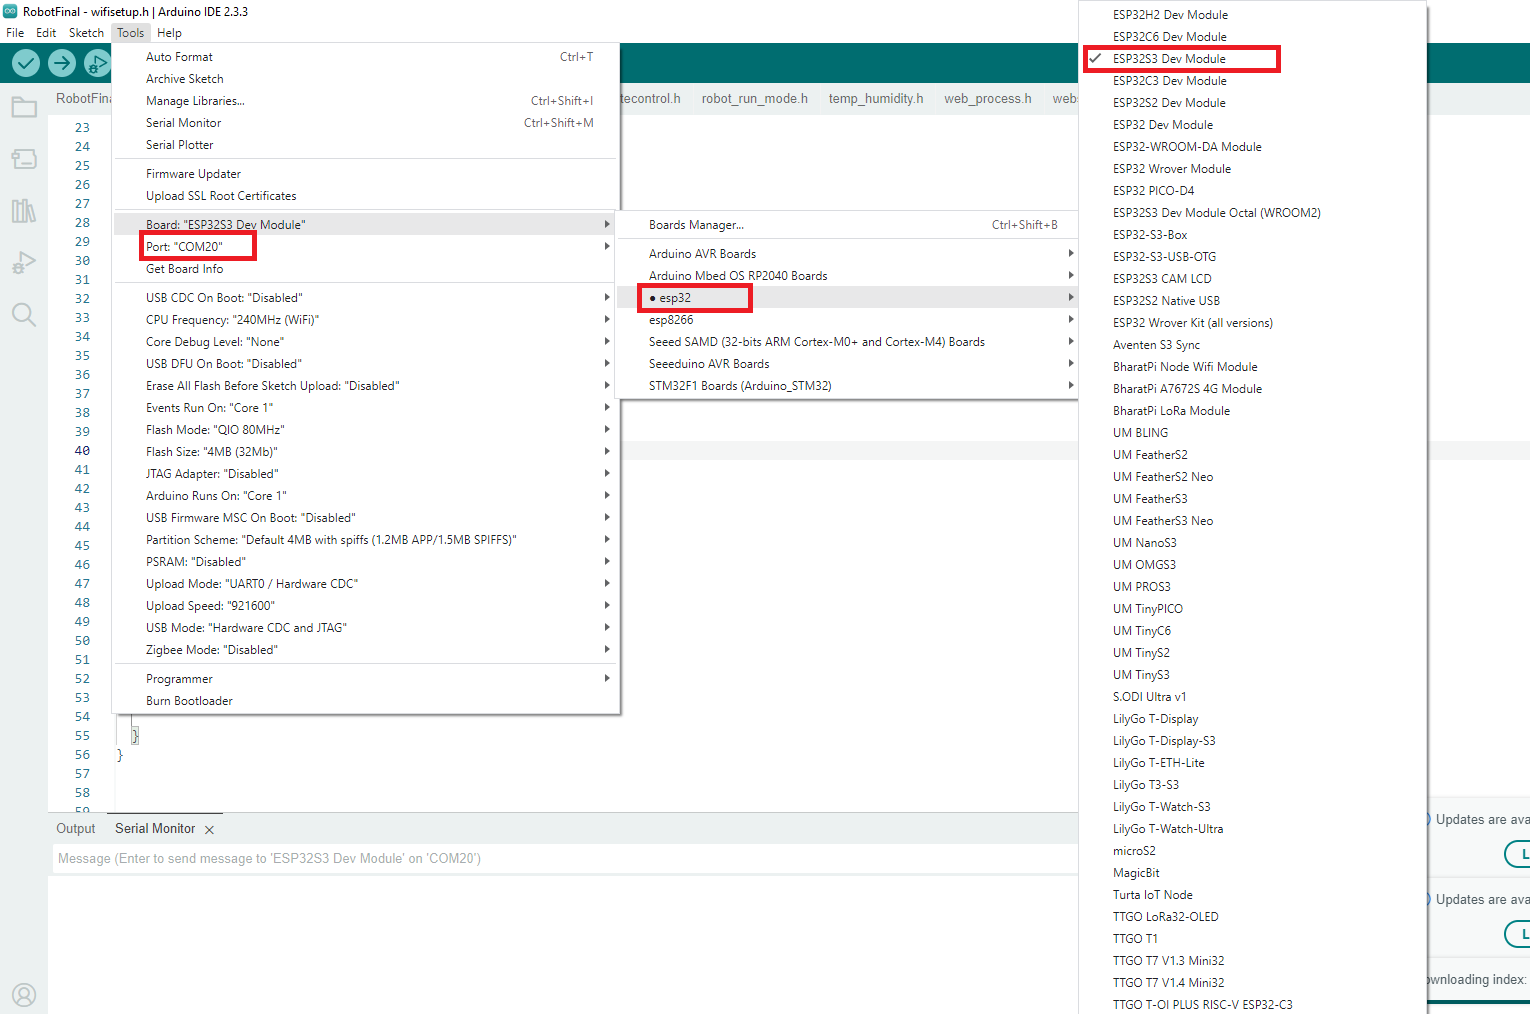 RobotFinal - wifisetup.h | Arduino IDE 2.3.3
File Edit Sketch Tools Help
RobotFina
tecontrol.h robot_run_mode.h temp_humidity.h web_process.h webs
23
24
25
26
27
28
29
30
31
32
33
34
35
36
37
38
39
40
41
42
43
44
45
46
47
48
49
50
51
52
53
54
55 }
56 }
57
58
59
Auto Format Ctrl+T
Archive Sketch
Manage Libraries... Ctrl+Shift+I
Serial Monitor Ctrl+Shift+M
Serial Plotter
Firmware Updater
Upload SSL Root Certificates
Board: "ESP32S3 Dev Module"
Port: "COM20"
Get Board Info
USB CDC On Boot: "Disabled"
CPU Frequency: "240MHz (WiFi)"
Core Debug Level: "None"
USB DFU On Boot: "Disabled"
Erase All Flash Before Sketch Upload: "Disabled"
Events Run On: "Core 1"
Flash Mode: "QIO 80MHz"
Flash Size: "4MB (32Mb)"
JTAG Adapter: "Disabled"
Arduino Runs On: "Core 1"
USB Firmware MSC On Boot: "Disabled"
Partition Scheme: "Default 4MB with spiffs (1.2MB APP/1.5MB SPIFFS)"
PSRAM: "Disabled"
Upload Mode: "UART0 / Hardware CDC"
Upload Speed: "921600"
USB Mode: "Hardware CDC and JTAG"
Zigbee Mode: "Disabled"
Programmer
Burn Bootloader
Boards Manager... Ctrl+Shift+B
Arduino AVR Boards
Arduino Mbed OS RP2040 Boards
● esp32
esp8266
Seeed SAMD (32-bits ARM Cortex-M0+ and Cortex-M4) Boards
Seeeduino AVR Boards
STM32F1 Boards (Arduino_STM32)
ESP32H2 Dev Module
ESP32C6 Dev Module
ESP32S3 Dev Module
ESP32C3 Dev Module
ESP32S2 Dev Module
ESP32 Dev Module
ESP32-WROOM-DA Module
ESP32 Wrover Module
ESP32 PICO-D4
ESP32S3 Dev Module Octal (WROOM2)
ESP32-S3-Box
ESP32-S3-USB-OTG
ESP32S3 CAM LCD
ESP32S2 Native USB
ESP32 Wrover Kit (all versions)
Aventen S3 Sync
BharatPi Node Wifi Module
BharatPi A7672S 4G Module
BharatPi LoRa Module
UM BLING
UM FeatherS2
UM FeatherS2 Neo
UM FeatherS3
UM FeatherS3 Neo
UM NanoS3
UM OMGS3
UM PROS3
UM TinyPICO
UM TinyC6
UM TinyS2
UM TinyS3
S.ODI Ultra v1
LilyGo T-Display
LilyGo T-Display-S3
LilyGo T-ETH-Lite
LilyGo T3-S3
LilyGo T-Watch-S3
LilyGo T-Watch-Ultra
microS2
MagicBit
Turta IoT Node
TTGO LoRa32-OLED
TTGO T1
TTGO T7 V1.3 Mini32
TTGO T7 V1.4 Mini32
TTGO T-OI PLUS RISC-V ESP32-C3
Output Serial Monitor
Message (Enter to send message to 'ESP32S3 Dev Module' on 'COM20')
Updates are ava
Updates are ava
wnloading index: